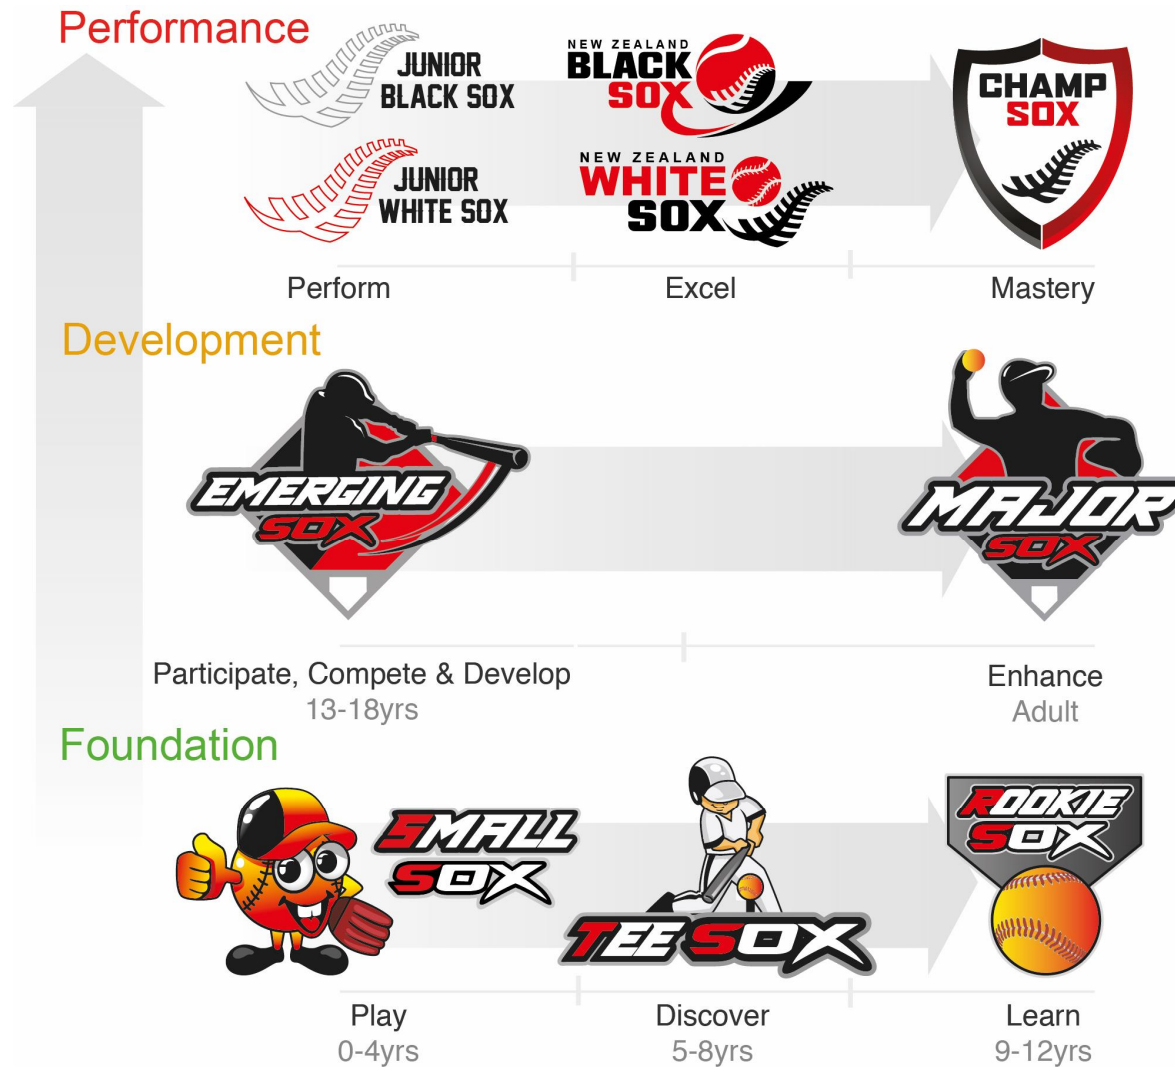 Performance
JUNIOR
BLACK SOX
NEW ZEALAND
BLACK
SOX
CHAMP
SOX
JUNIOR
WHITE SOX
NEW ZEALAND
WHITE
SOX
Perform
Excel
Mastery
Development
EMERGING
SOX
MAJOR
SOX
Participate, Compete & Develop
13-18yrs
Enhance
Adult
Foundation
SMALL
SOX
TEE SOX
ROOKIE
SOX
Play
0-4yrs
Discover
5-8yrs
Learn
9-12yrs